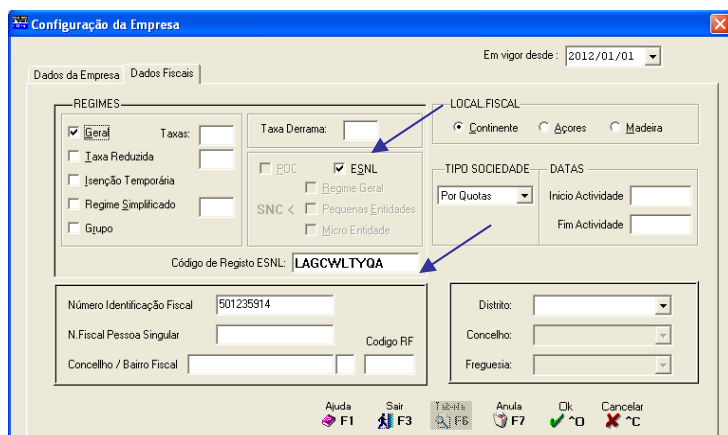 Configuração da Empresa
Em vigor desde : 2012/01/01
Dados da Empresa Dados Fiscais
REGIMES
Geral Taxas:
Taxa Reduzida
Isenção Temporária
Regime Simplificado
Grupo
Taxa Derrama:
POC ESNL
Regime Geral
SNC < Pequenas Entidades
Micro Entidade
Código de Registo ESNL: LAGCWLTYQA
LOCAL FISCAL
Continente Açores Madeira
TIPO SOCIEDADE
Por Quotas
DATAS
Inicio Actividade
Fim Actividade
Número Identificação Fiscal 501235914
N.Fiscal Pessoa Singular
Codigo RF
Concellho / Bairro Fiscal
Distrito:
Concelho:
Freguesia:
Ajuda Sair Tabela Anula Ok Cancelar
F1 F3 F6 F7 ^O ^C